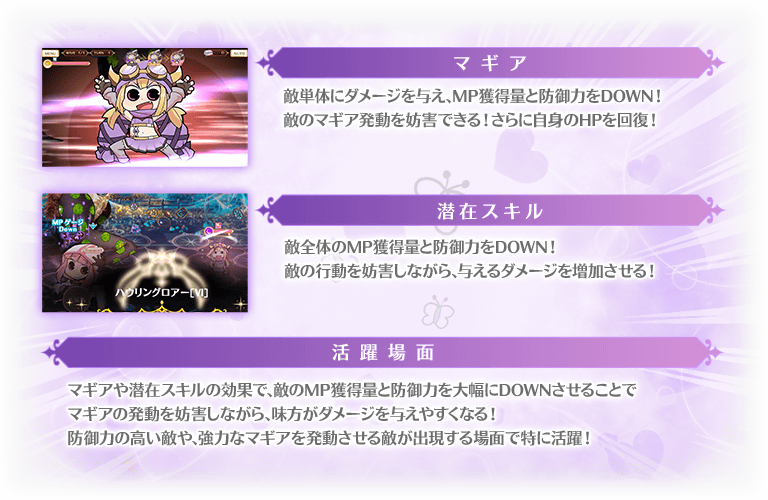 マギア
敵単体にダメージを与え、MP獲得量と防御力をDOWN！
敵のマギア発動を妨害できる！さらに自身のHPを回復！
MPゲージ
Down
ハウリングロアー[Ⅵ]
潜在スキル
敵全体のMP獲得量と防御力をDOWN！
敵の行動を妨害しながら、与えるダメージを増加させる！
活躍場面
マギアや潜在スキルの効果で、敵のMP獲得量と防御力を大幅にDOWNさせることで
マギアの発動を妨害しながら、味方がダメージを与えやすくなる！
防御力の高い敵や、強力なマギアを発動させる敵が出現する場面で特に活躍！